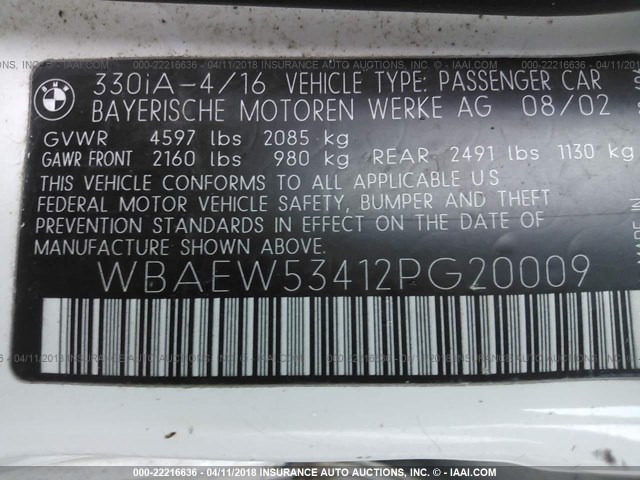 BMW
330iA-4/16 VEHICLE TYPE: PASSENGER CAR
BAYERISCHE MOTOREN WERKE AG 08/02
GVWR 4597 lbs 2085 kg
GAWR FRONT 2160 lbs 980 kg REAR 2491 lbs 1130 kg
THIS VEHICLE CONFORMS TO ALL APPLICABLE US
FEDERAL MOTOR VEHICLE SAFETY, BUMPER AND THEFT
PREVENTION STANDARDS IN EFFECT ON THE DATE OF
MANUFACTURE SHOWN ABOVE.
WBAEW53412PG20009
MADE IN
000-22216636 - 04/11/2018 - Insurance Auto Auctions, Inc. © - IAAI.com